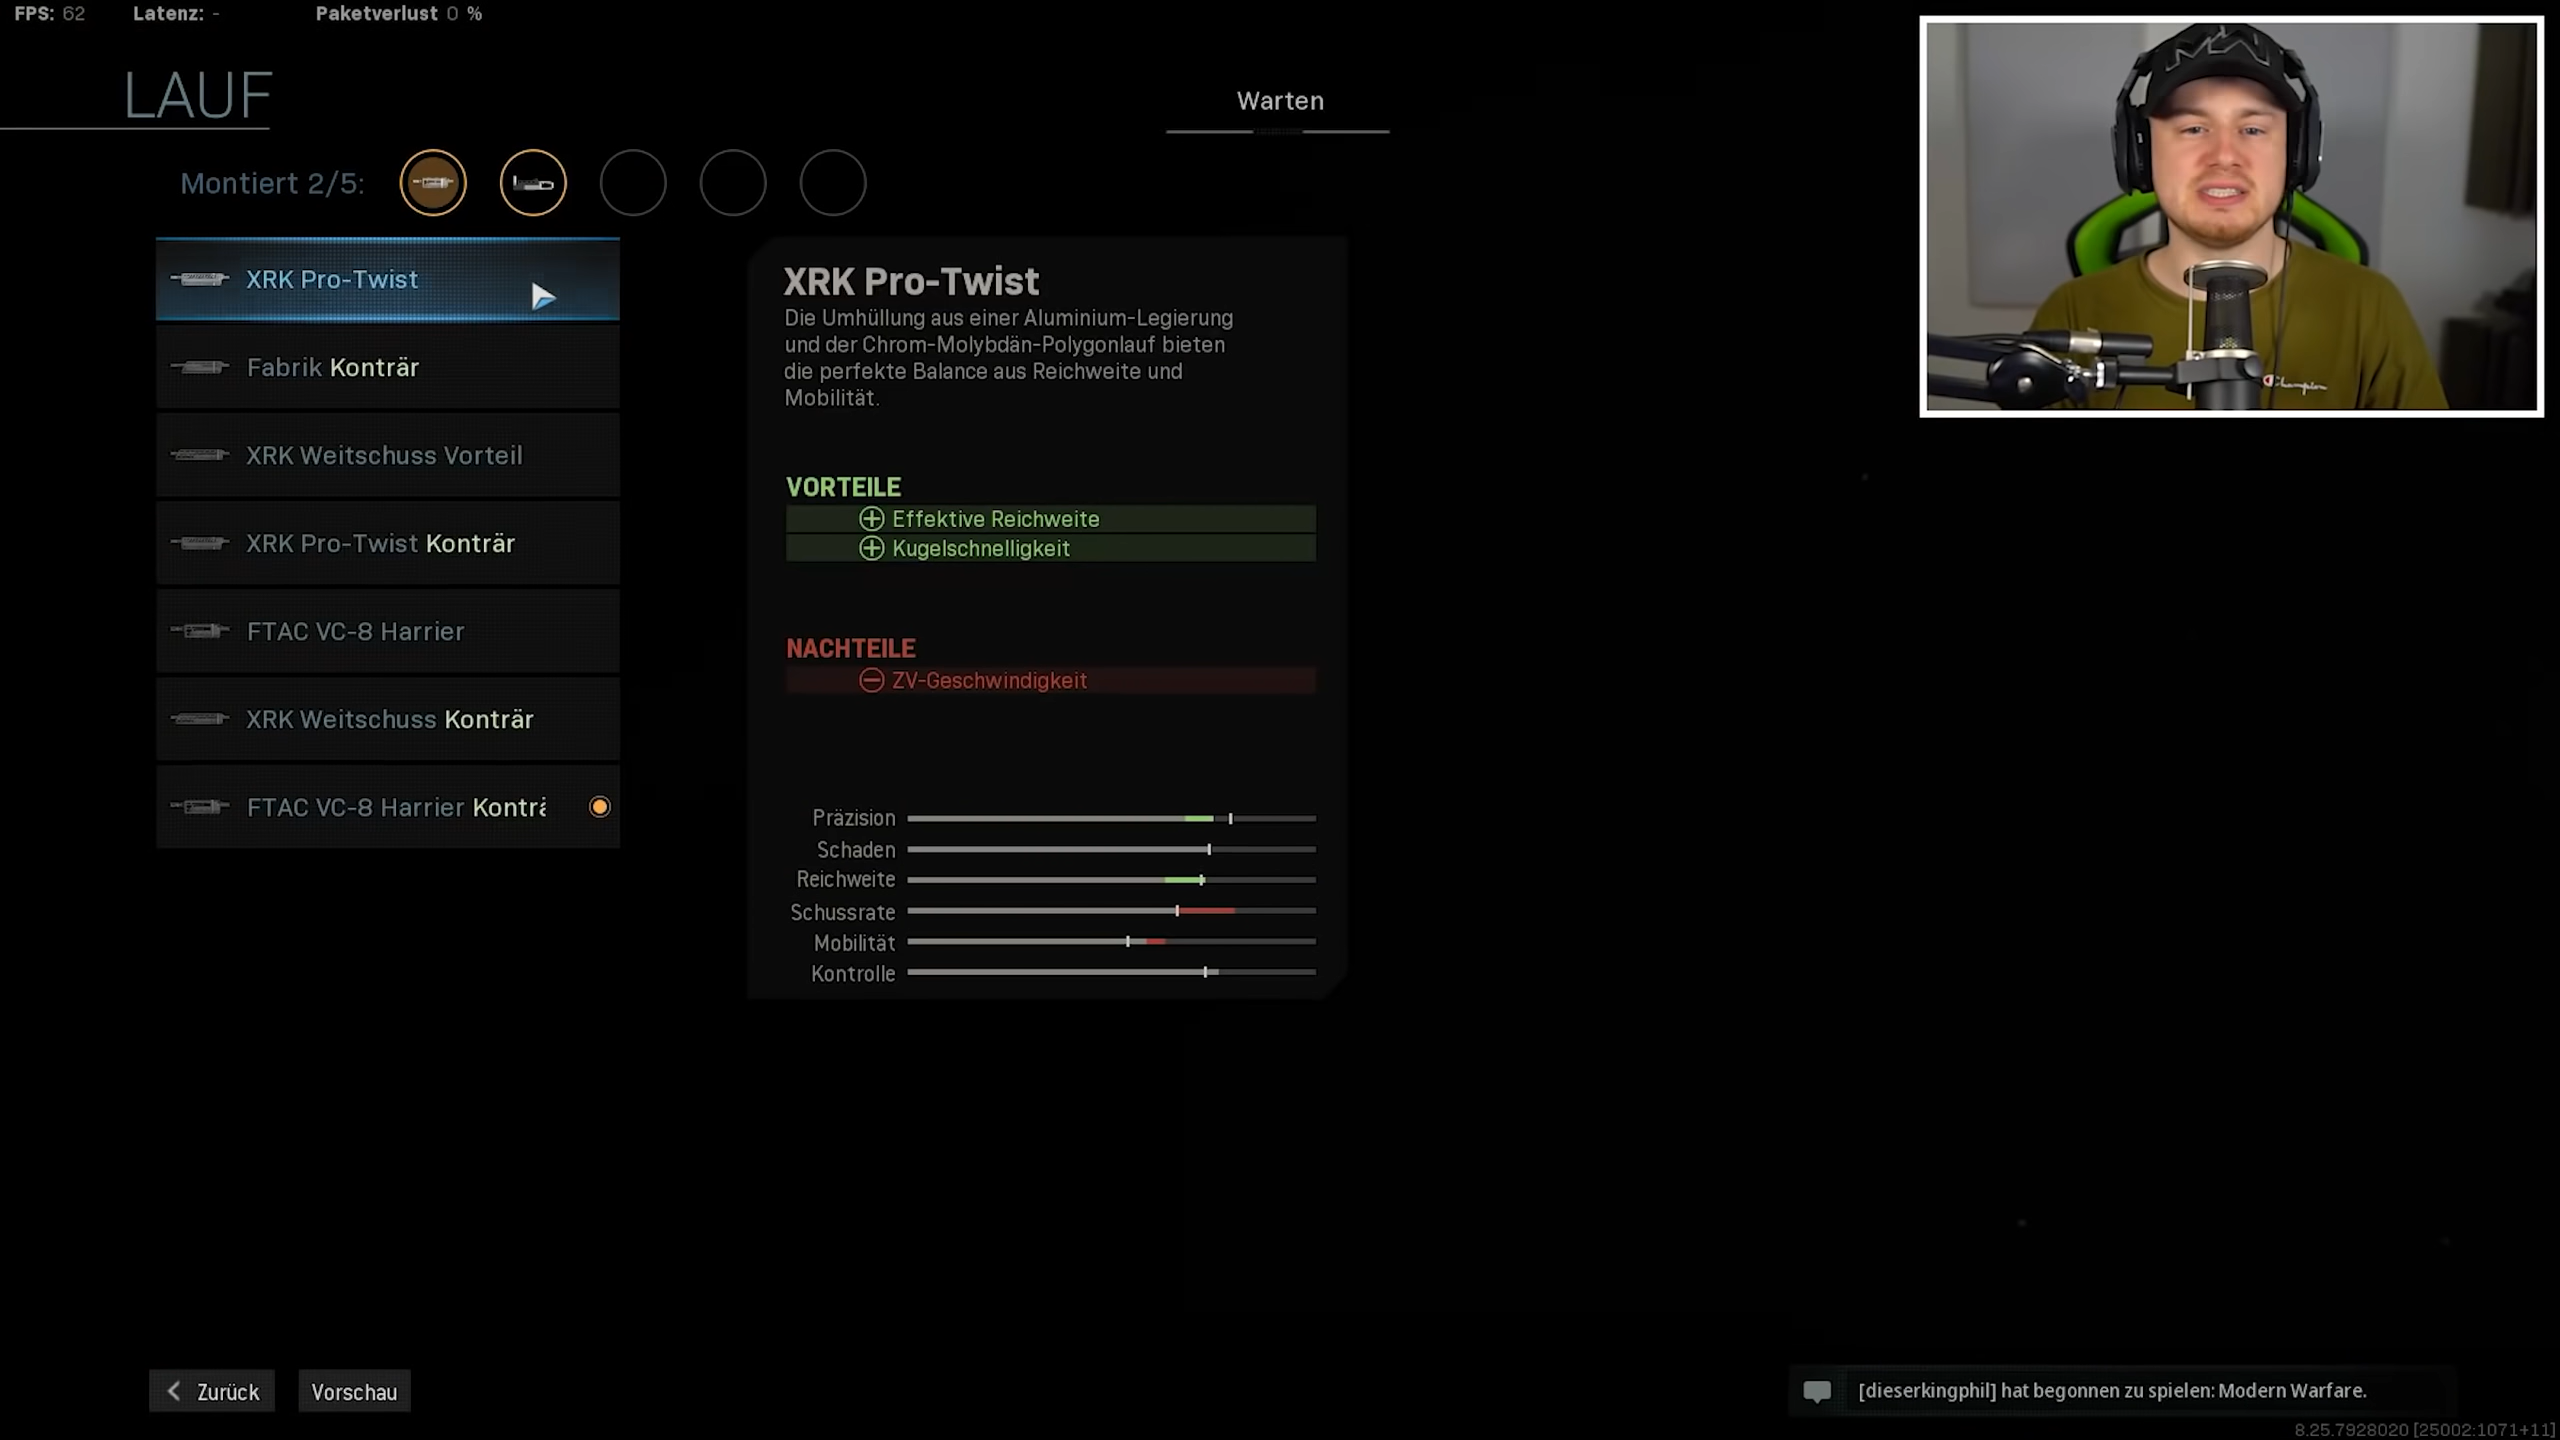 FPS: 62 Latenz: - Paketverlust 0 %
LAUF
Warten
Montiert 2/5:
XRK Pro-Twist
Fabrik Konträr
XRK Weitschuss Vorteil
XRK Pro-Twist Konträr
FTAC VC-8 Harrier
XRK Weitschuss Konträr
FTAC VC-8 Harrier Konträ
XRK Pro-Twist
Die Umhüllung aus einer Aluminium-Legierung
und der Chrom-Molybdän-Polygonlauf bieten
die perfekte Balance aus Reichweite und
Mobilität.
VORTEILE
Effektive Reichweite
Kugelschnelligkeit
NACHTEILE
ZV-Geschwindigkeit
Präzision
Schaden
Reichweite
Schussrate
Mobilität
Kontrolle
Champion
Zurück
Vorschau
[dieserkingphil] hat begonnen zu spielen: Modern Warfare.
8.25.7928020 [25002:1071+11]